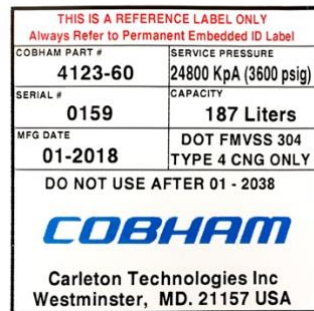 THIS IS A REFERENCE LABEL ONLY
Always Refer to Permanent Embedded ID Label
COBHAM PART #
4123-60
SERVICE PRESSURE
24800 KpA (3600 psig)
SERIAL #
0159
CAPACITY
187 Liters
MFG DATE
01-2018
DOT FMVSS 304
TYPE 4 CNG ONLY
DO NOT USE AFTER 01 - 2038
COBHAM
Carleton Technologies Inc
Westminster, MD. 21157 USA